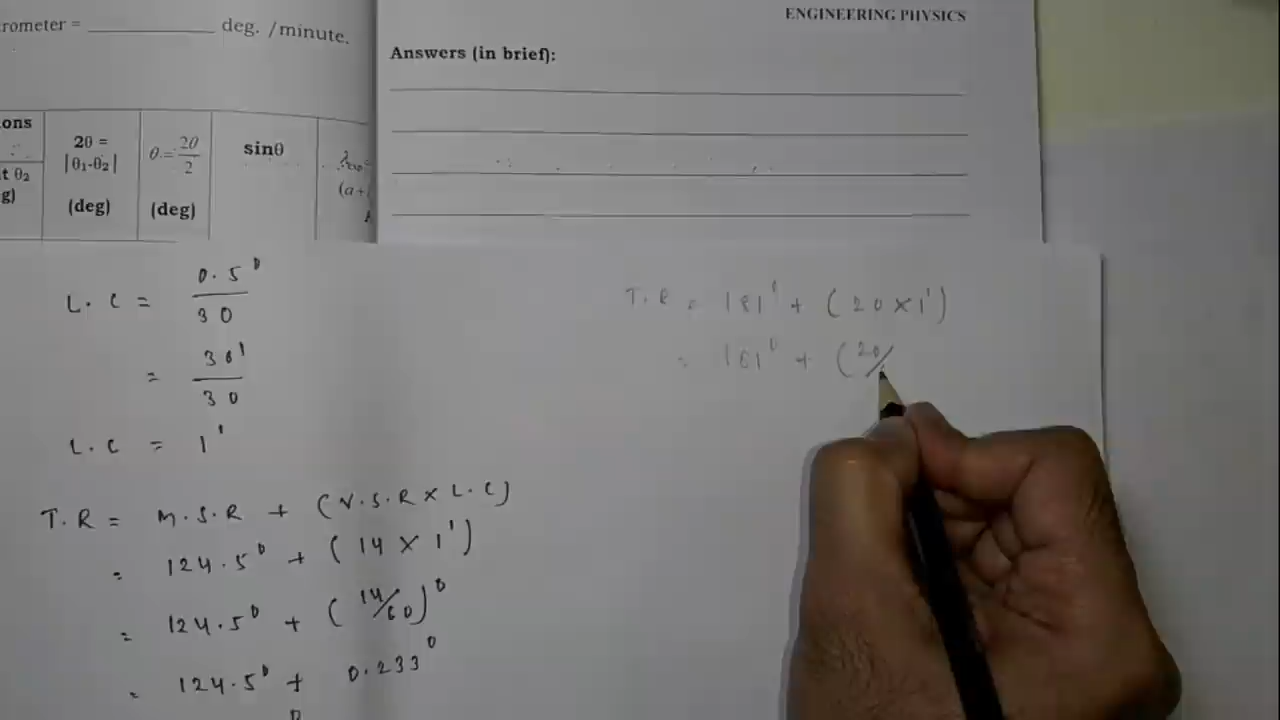 rometer = __________ deg. /minute.
ons
t θ2
g)
2θ =
|θ1-θ2|
(deg)
θ = 2θ/2
(deg)
sinθ
ENGINEERING PHYSICS
Answers (in brief):
L. C = 0.5°
30
= 30'
30
L. C = 1'
T. R = M.S.R + (V.S.R × L.C)
= 124.5° + (14 × 1')
= 124.5° + (14/60)°
= 124.5° + 0.233°
T. R = 181° + (20 × 1')
= 181° + (20/